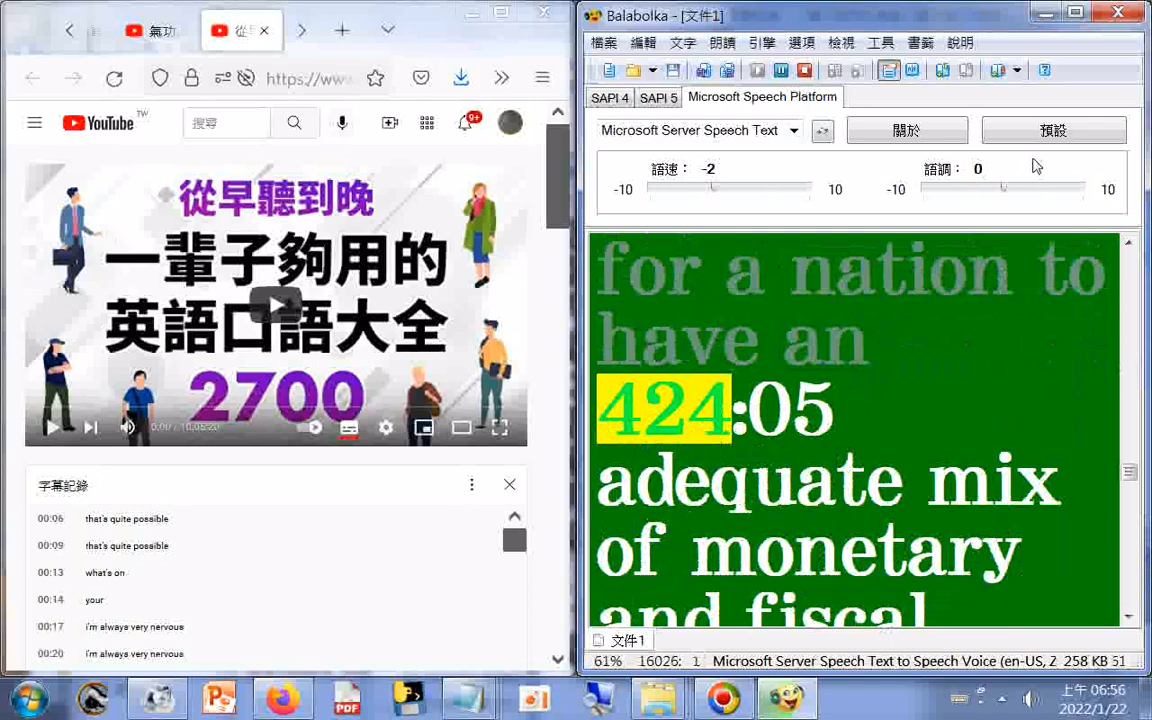 氣功
從
https://www
YouTube TW
搜尋
9+
從早聽到晚
一輩子夠用的
英語口語大全
2700
0:00 / 10:05:20
字幕記錄
00:06 that's quite possible
00:09 that's quite possible
00:13 what's on
00:14 your
00:17 i'm always very nervous
00:20 i'm always very nervous
Balabolka - [文件1]
檔案 編輯 文字 朗讀 引擎 選項 檢視 工具 書籤 說明
SAPI 4 SAPI 5 Microsoft Speech Platform
Microsoft Server Speech Text 關於 預設
語速： -2 語調： 0
-10 10 -10 10
for a nation to
have an
424:05
adequate mix
of monetary
and fiscal
文件1
61% 16026: 1 Microsoft Server Speech Text to Speech Voice (en-US, Z 258 KB 51
PDF
上午 06:56
2022/1/22